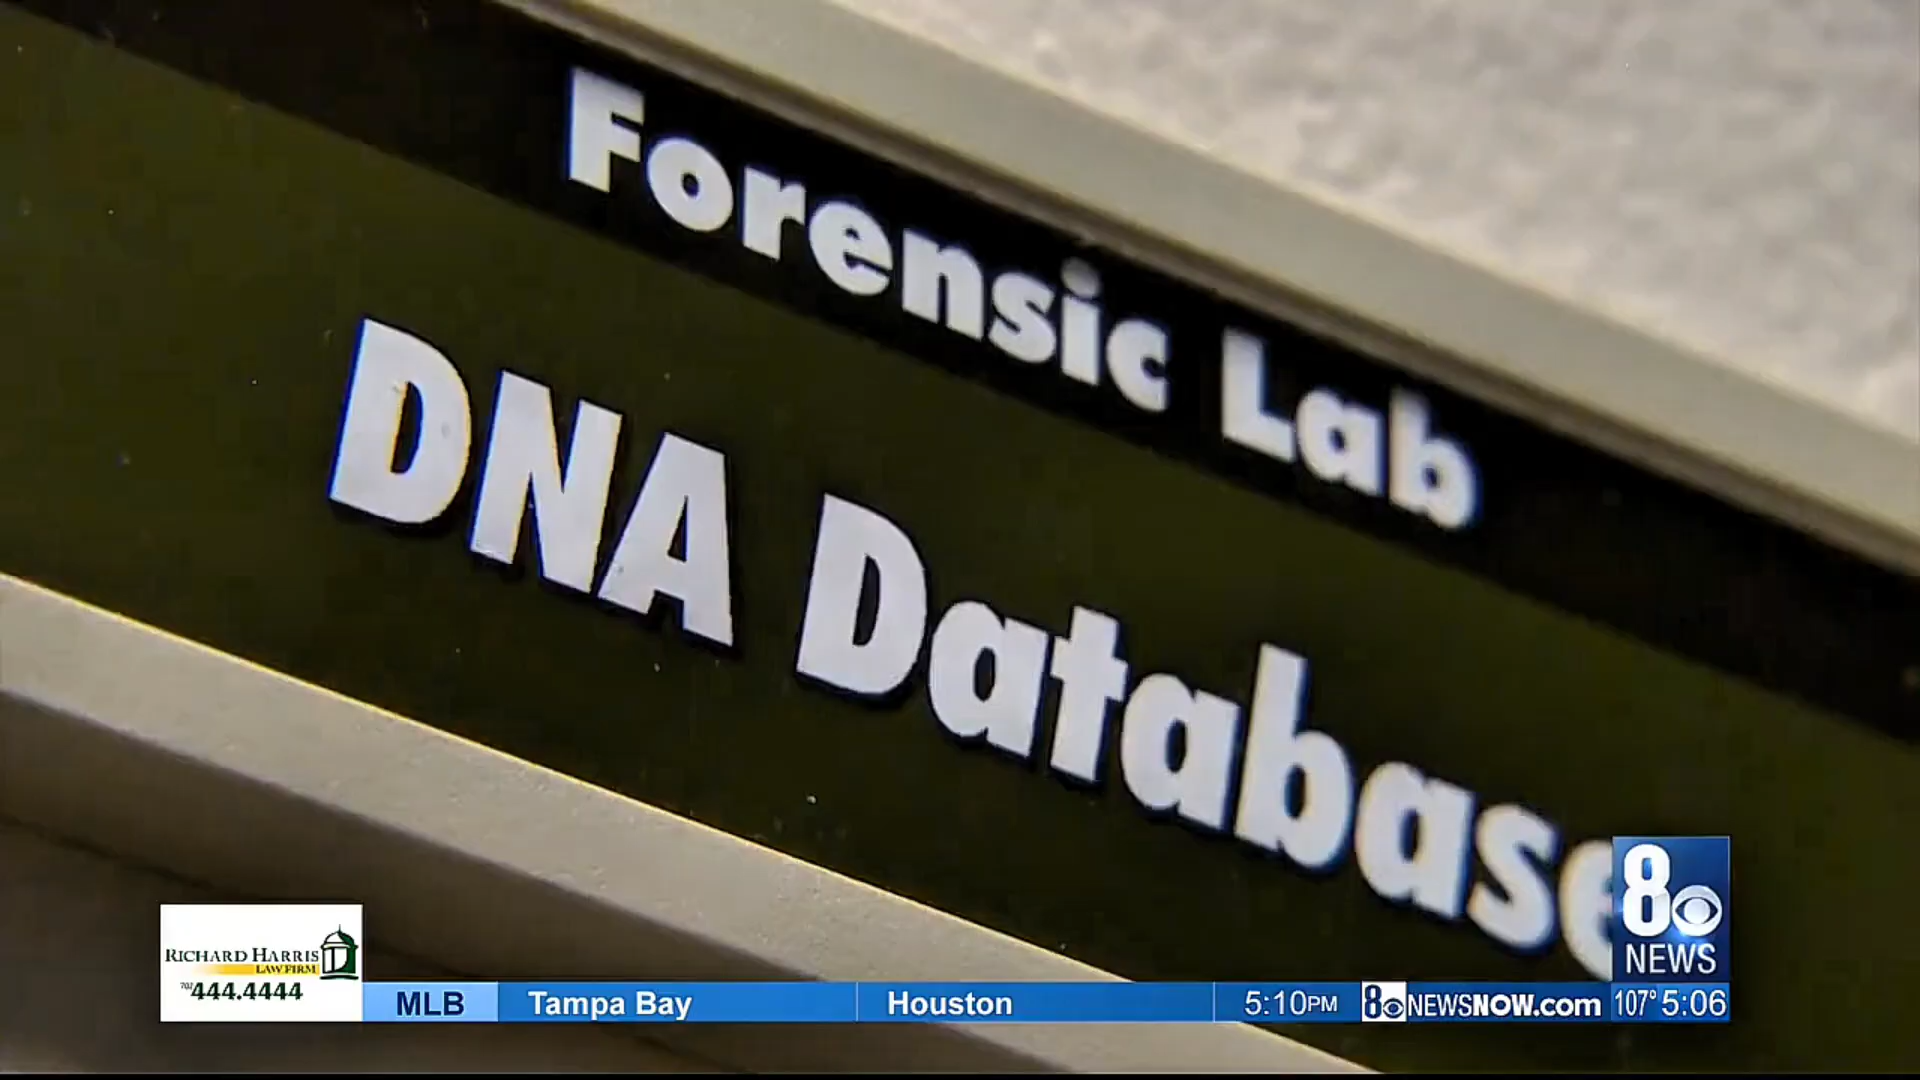 Forensic Lab
DNA Database
8
NEWS
RICHARD HARRIS
LAW FIRM
702 444.4444
MLB Tampa Bay Houston 5:10PM 8NEWSNOW.com 107° 5:06